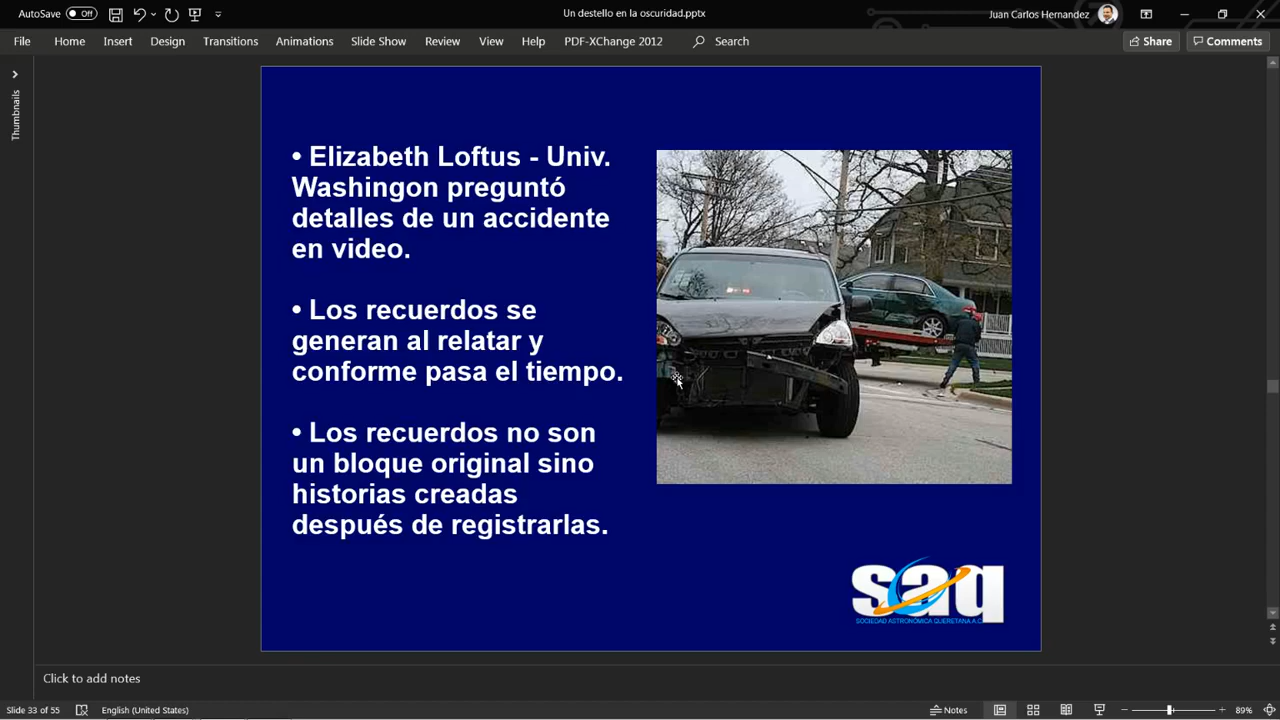 AutoSave Off
Un destello en la oscuridad.pptx
Juan Carlos Hernandez
File Home Insert Design Transitions Animations Slide Show Review View Help PDF-XChange 2012 Search Share Comments
Thumbnails
• Elizabeth Loftus - Univ.
Washingon preguntó
detalles de un accidente
en video.
• Los recuerdos se
generan al relatar y
conforme pasa el tiempo.
• Los recuerdos no son
un bloque original sino
historias creadas
después de registrarlas.
saq
SOCIEDAD ASTRONÓMICA QUERETANA A.C.
Click to add notes
Slide 33 of 55 English (United States) Notes 89%